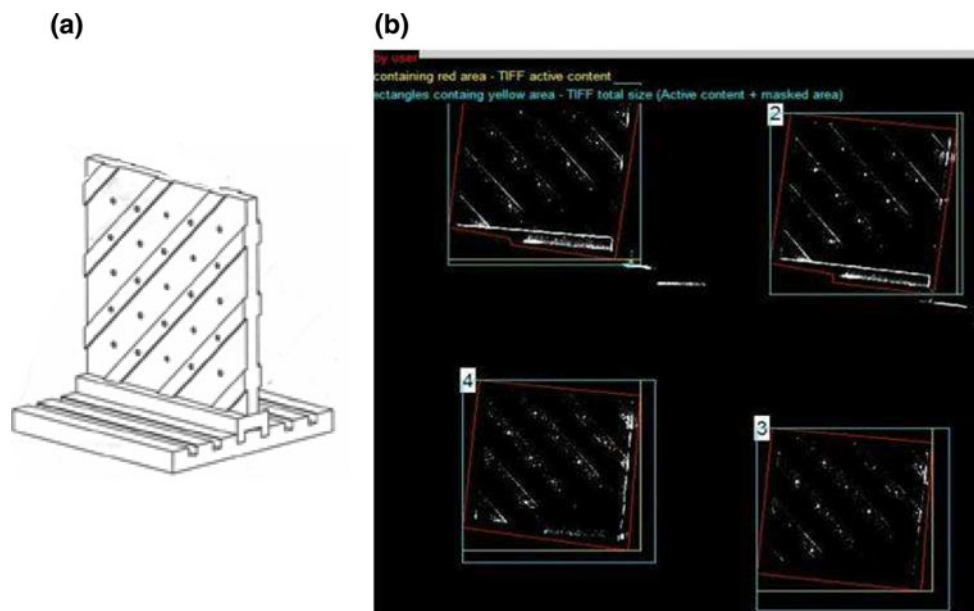 (a)
(b)
by user
containing red area - TIFF active content
ectangles containg yellow area - TIFF total size (Active content + masked area)
2
4
3